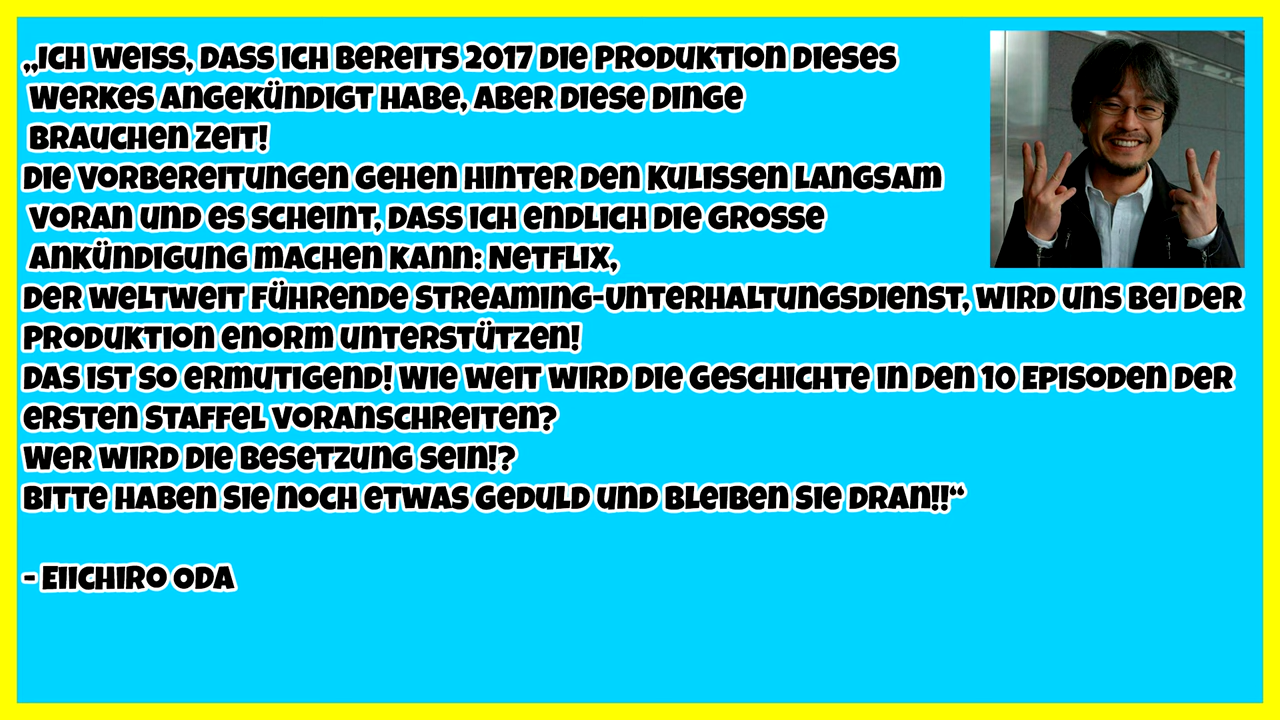 „Ich weiss, dass ich bereits 2017 die Produktion dieses
Werkes angekündigt habe, aber diese Dinge
brauchen Zeit!
Die Vorbereitungen gehen hinter den Kulissen langsam
voran und es scheint, dass ich endlich die grosse
Ankündigung machen kann: Netflix,
der weltweit führende Streaming-Unterhaltungsdienst, wird uns bei der
Produktion enorm unterstützen!
Das ist so ermutigend! Wie weit wird die Geschichte in den 10 Episoden der
ersten Staffel voranschreiten?
Wer wird die Besetzung sein!?
Bitte haben Sie noch etwas Geduld und bleiben Sie dran!!“
- Eiichiro Oda